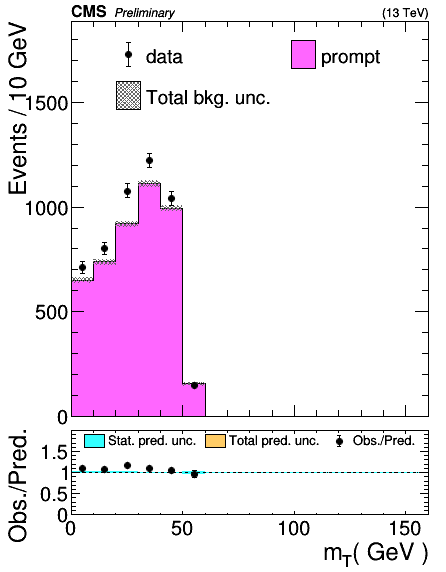 CMS Preliminary (13 TeV)
Events / 10 GeV
data
prompt
Total bkg. unc.
1500
1000
500
0
Obs./Pred.
Stat. pred. unc.
Total pred. unc.
Obs./Pred.
1.5
1
0.5
0
0 50 100 150
m_T( GeV )